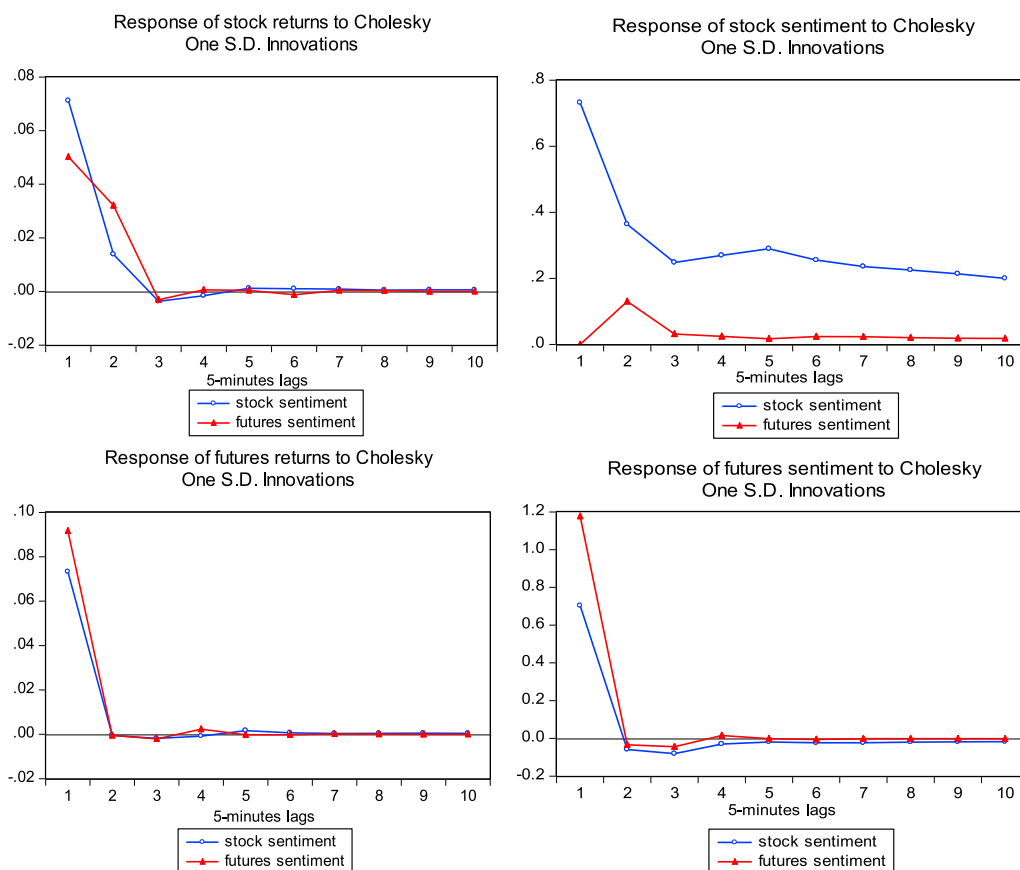 Response of stock returns to Cholesky
One S.D. Innovations
.08
.06
.04
.02
.00
-.02
1 2 3 4 5 6 7 8 9 10
5-minutes lags
stock sentiment
futures sentiment
Response of stock sentiment to Cholesky
One S.D. Innovations
.8
.6
.4
.2
.0
1 2 3 4 5 6 7 8 9 10
5-minutes lags
stock sentiment
futures sentiment
Response of futures returns to Cholesky
One S.D. Innovations
.10
.08
.06
.04
.02
.00
-.02
1 2 3 4 5 6 7 8 9 10
5-minutes lags
stock sentiment
futures sentiment
Response of futures sentiment to Cholesky
One S.D. Innovations
1.2
1.0
0.8
0.6
0.4
0.2
0.0
-0.2
1 2 3 4 5 6 7 8 9 10
5-minutes lags
stock sentiment
futures sentiment